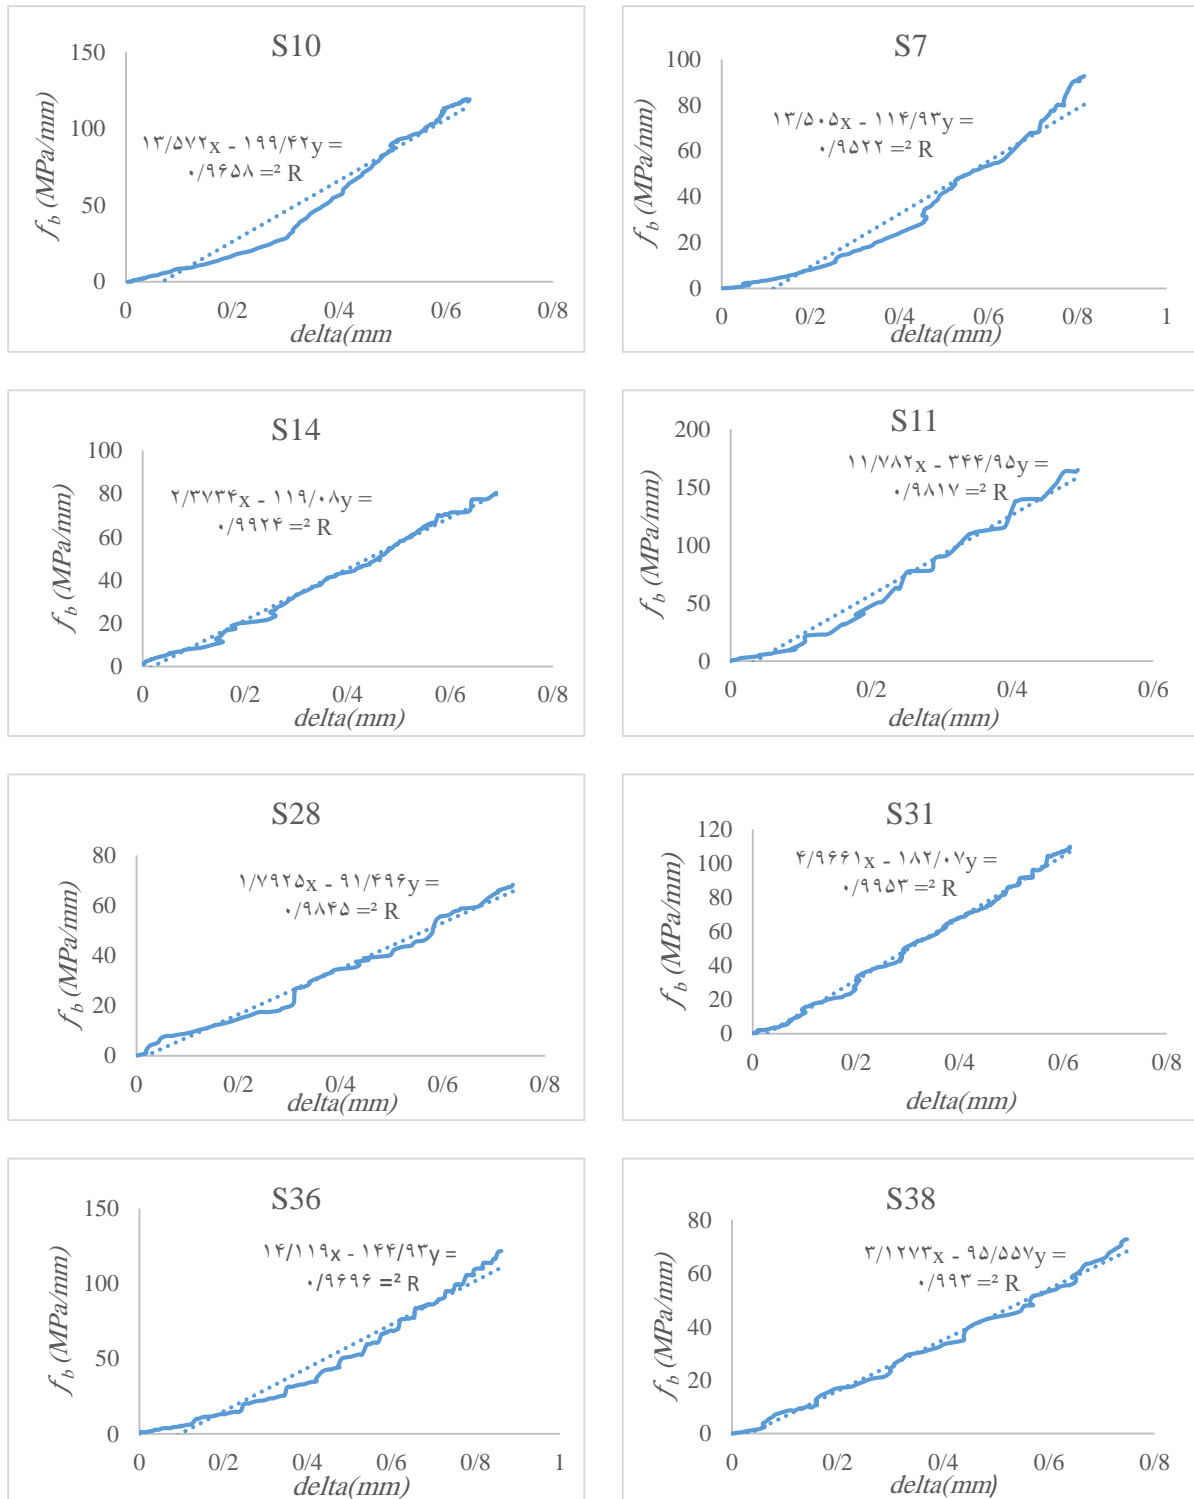 S10
150
100
50
0
0
0/2
0/4
0/6
0/8
f_b (MPa/mm)
delta(mm
۱۳/۵۷۲x - ۱۹۹/۴۲y =
۰/۹۶۵۸ =² R
S7
100
80
60
40
20
0
0
0/2
0/4
0/6
0/8
1
f_b (MPa/mm)
delta(mm)
۱۳/۵۰۵x - ۱۱۴/۹۳y =
۰/۹۵۲۲ =² R
S14
100
80
60
40
20
0
0
0/2
0/4
0/6
0/8
f_b (MPa/mm)
delta(mm)
۲/۳۷۳۴x - ۱۱۹/۰۸y =
۰/۹۹۲۴ =² R
S11
200
150
100
50
0
0
0/2
0/4
0/6
f_b (MPa/mm)
delta(mm)
۱۱/۷۸۲x - ۳۴۴/۹۵y =
۰/۹۸۱۷ =² R
S28
80
60
40
20
0
0
0/2
0/4
0/6
0/8
f_b (MPa/mm)
delta(mm)
۱/۷۹۲۵x - ۹۱/۴۹۶y =
۰/۹۸۴۵ =² R
S31
120
100
80
60
40
20
0
0
0/2
0/4
0/6
0/8
f_b (MPa/mm)
delta(mm)
۴/۹۶۶۱x - ۱۸۲/۰۷y =
۰/۹۹۵۳ =² R
S36
150
100
50
0
0
0/2
0/4
0/6
0/8
1
f_b (MPa/mm)
delta(mm)
۱۴/۱۱۹x - ۱۴۴/۹۳y =
۰/۹۶۹۶ =² R
S38
80
60
40
20
0
0
0/2
0/4
0/6
0/8
f_b (MPa/mm)
delta(mm)
۳/۱۲۷۳x - ۹۵/۵۵۷y =
۰/۹۹۳ =² R